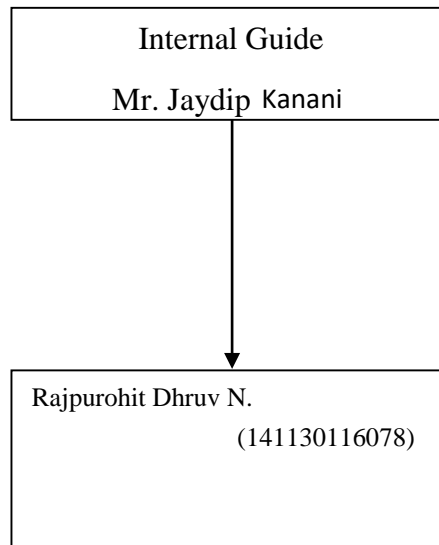 Internal Guide
Mr. Jaydip Kanani
Rajpurohit Dhruv N.
(141130116078)